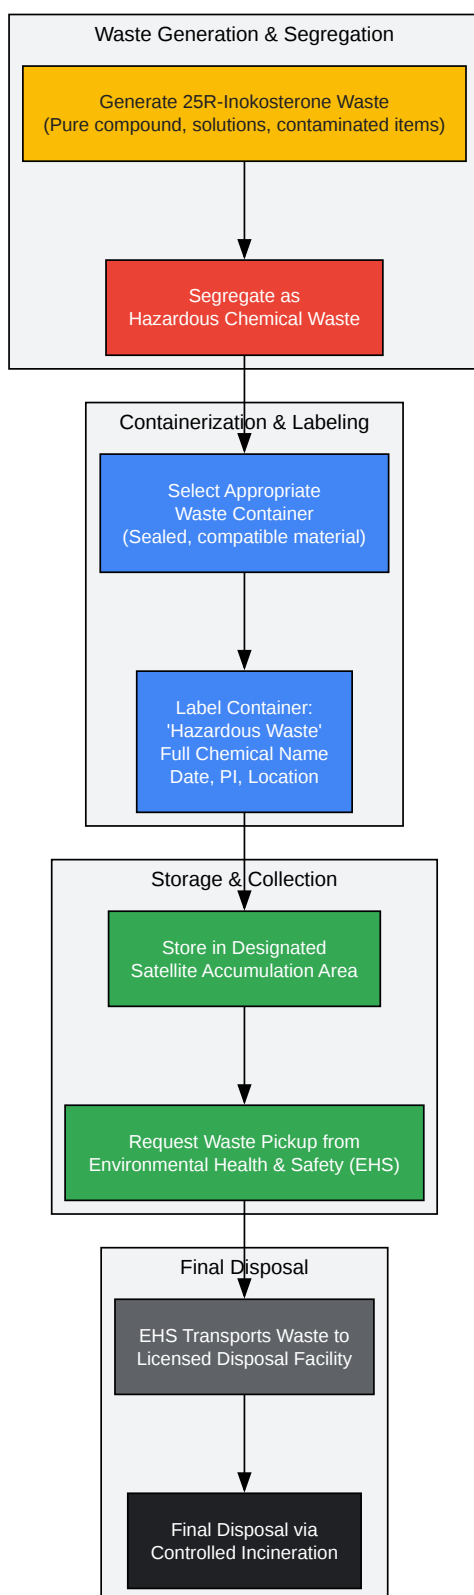 Waste Generation & Segregation
Generate 25R-Inokosterone Waste
(Pure compound, solutions, contaminated items)
Segregate as
Hazardous Chemical Waste
Containerization & Labeling
Select Appropriate
Waste Container
(Sealed, compatible material)
Label Container:
'Hazardous Waste'
Full Chemical Name
Date, PI, Location
Storage & Collection
Store in Designated
Satellite Accumulation Area
Request Waste Pickup from
Environmental Health & Safety (EHS)
Final Disposal
EHS Transports Waste to
Licensed Disposal Facility
Final Disposal via
Controlled Incineration